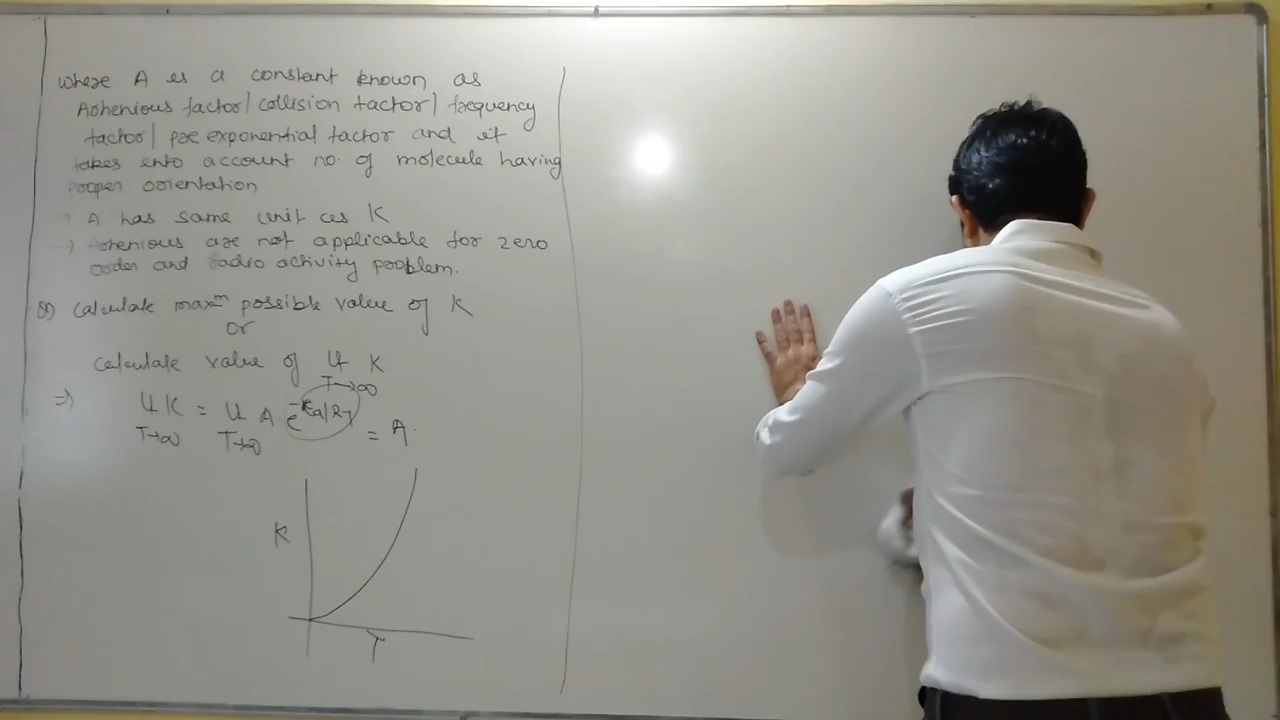 where A is a constant known as
Arhenious factor/collision factor/frequency
factor/pre exponential factor and it
takes into account no. of molecule having
proper orientation
A has same unit as K
→ Arhenious are not applicable for zero
order and radio activity problem.
Q) Calculate maxᵐ possible value of K
Or
Calculate value of Lt K
T→∞
⇒) Lt K = Lt A e^-Ea/RT = A.
T→∞ T→∞
K
T